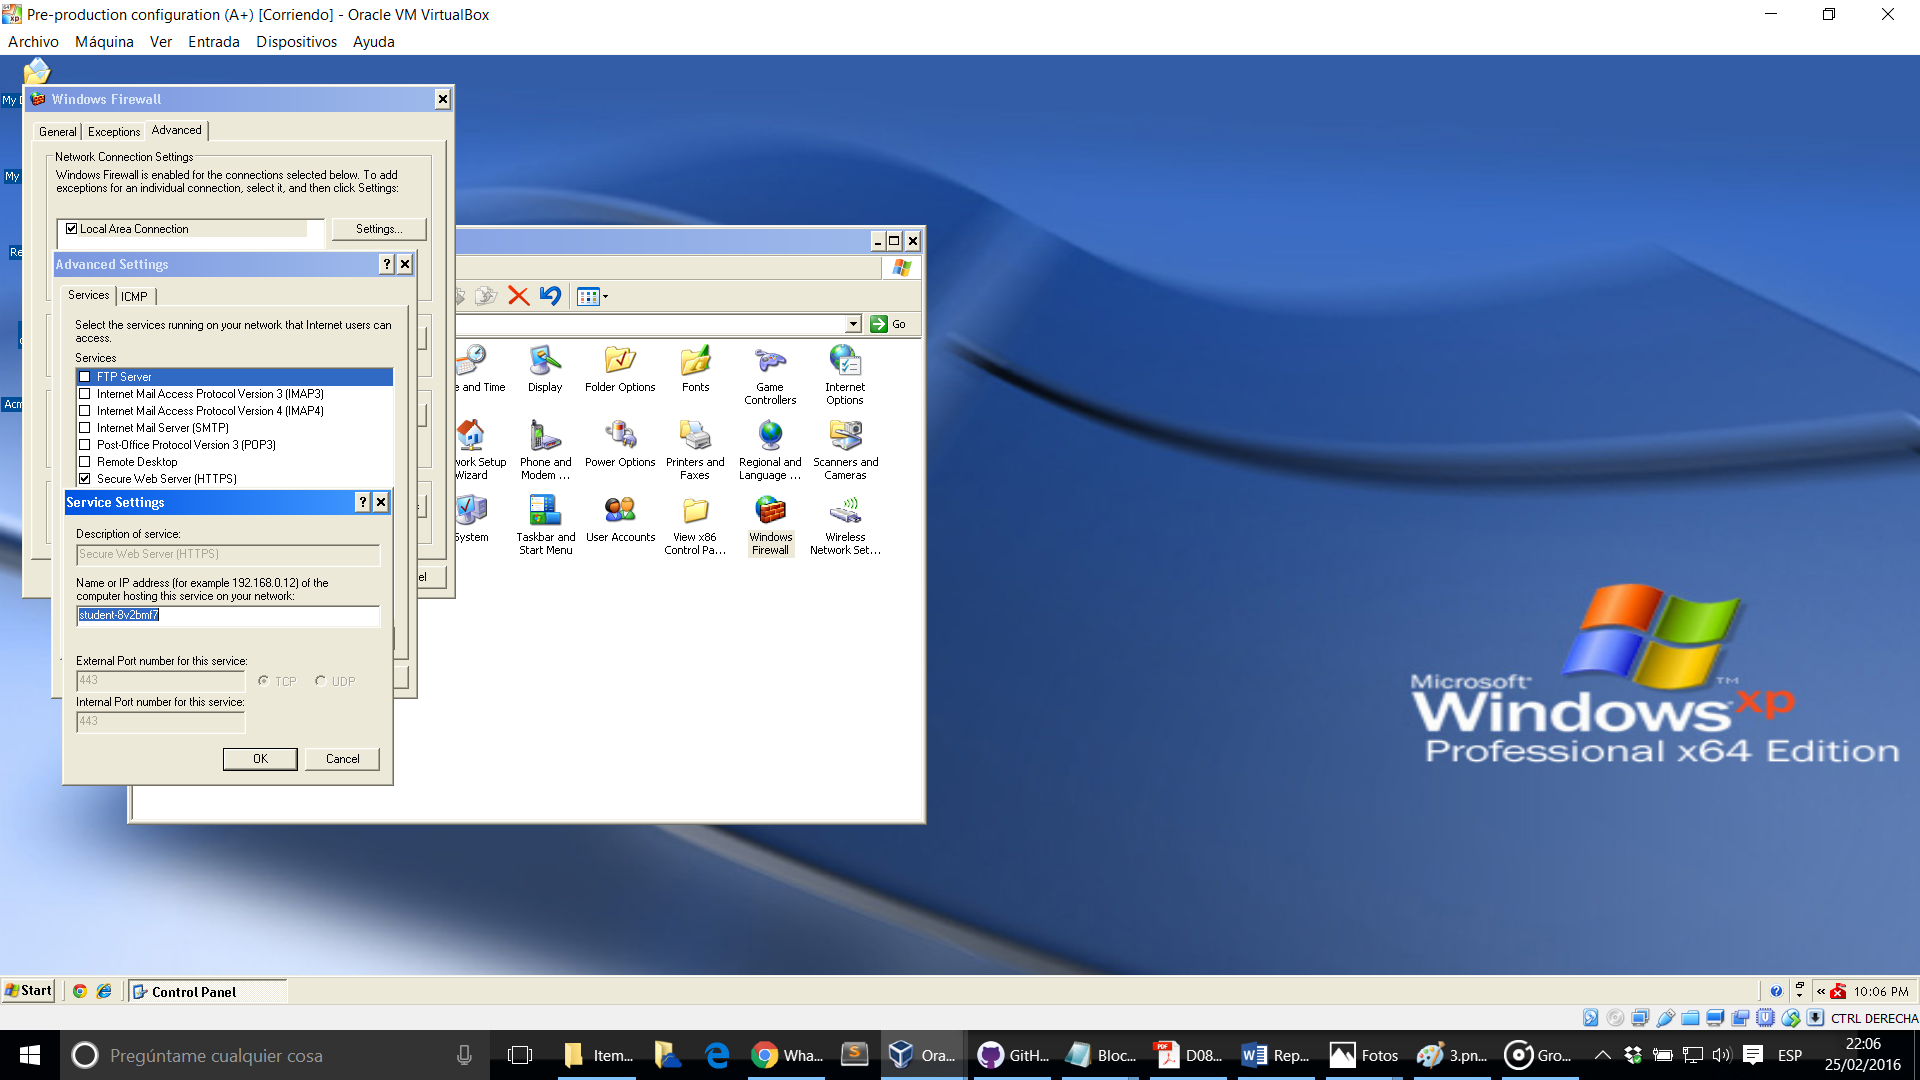 Pre-production configuration (A+) [Corriendo] - Oracle VM VirtualBox
Archivo Máquina Ver Entrada Dispositivos Ayuda
Windows Firewall
General Exceptions Advanced
Network Connection Settings
Windows Firewall is enabled for the connections selected below. To add
exceptions for an individual connection, select it, and then click Settings:
Local Area Connection
Settings...
Advanced Settings
Services ICMP
Select the services running on your network that Internet users can
access.
Services
FTP Server
Internet Mail Access Protocol Version 3 (IMAP3)
Internet Mail Access Protocol Version 4 (IMAP4)
Internet Mail Server (SMTP)
Post-Office Protocol Version 3 (POP3)
Remote Desktop
Secure Web Server (HTTPS)
Service Settings
Description of service:
Secure Web Server (HTTPS)
Name or IP address (for example 192.168.0.12) of the
computer hosting this service on your network:
student-8v2bmf7
External Port number for this service:
443
TCP UDP
Internal Port number for this service:
443
OK Cancel
Go
e and Time
Display
Folder Options
Fonts
Game
Controllers
Internet
Options
work Setup
Wizard
Phone and
Modem ...
Power Options
Printers and
Faxes
Regional and
Language ...
Scanners and
Cameras
System
Taskbar and
Start Menu
User Accounts
View x86
Control Pa...
Windows
Firewall
Wireless
Network Set...
Microsoft
Windows xp
TM
Professional x64 Edition
Start
Control Panel
10:06 PM
CTRL DERECHA
Pregúntame cualquier cosa
Item...
Wha...
Ora...
GitH...
Bloc...
D08...
Rep...
Fotos
3.pn...
Gro...
ESP
22:06
25/02/2016